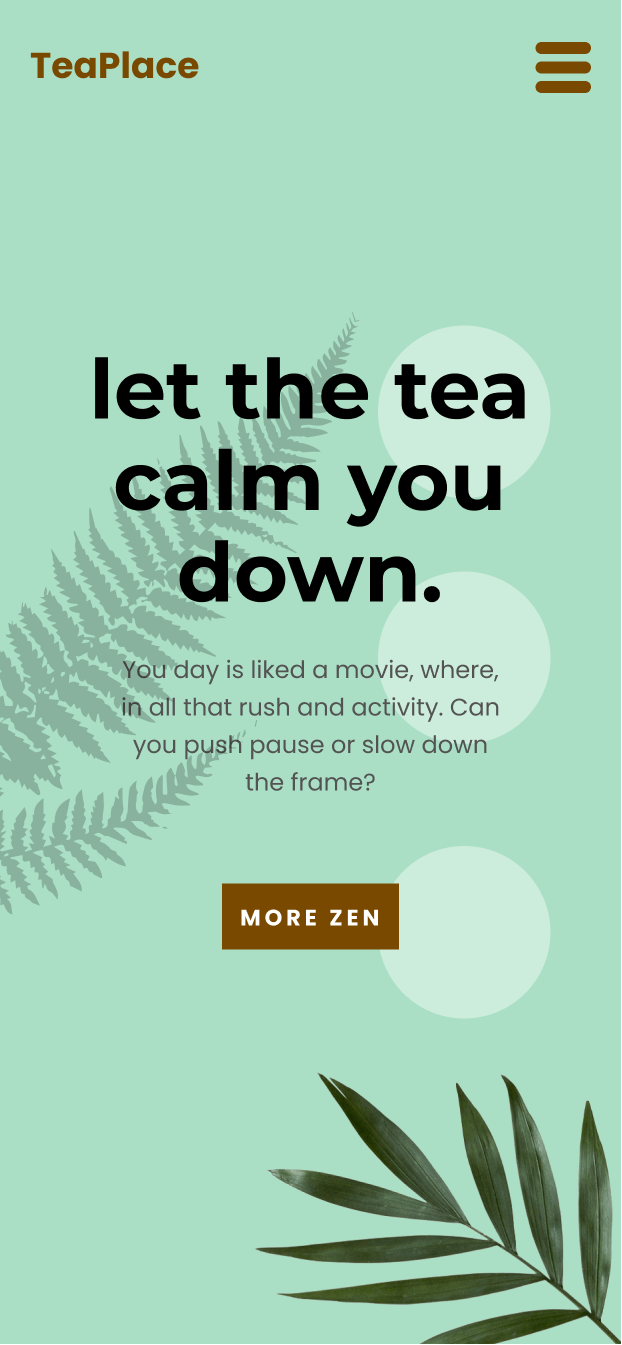 TeaPlace
let the tea
calm you
down.
You day is liked a movie, where,
in all that rush and activity. Can
you push pause or slow down
the frame?
MORE ZEN